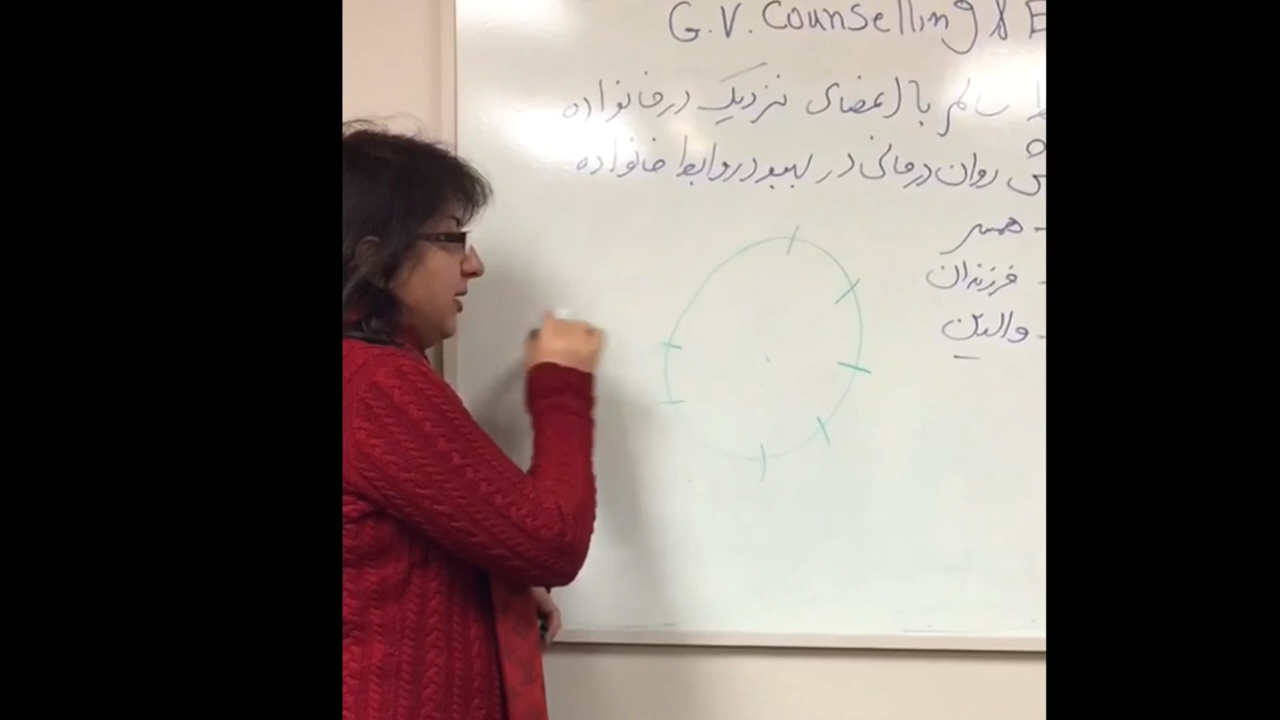 G.V. Counselling &
سالم با اعضای نزدیک در خانواده
روان درمانی در بهبود روابط خانواده
- همسر
- فرزندان
- والدین